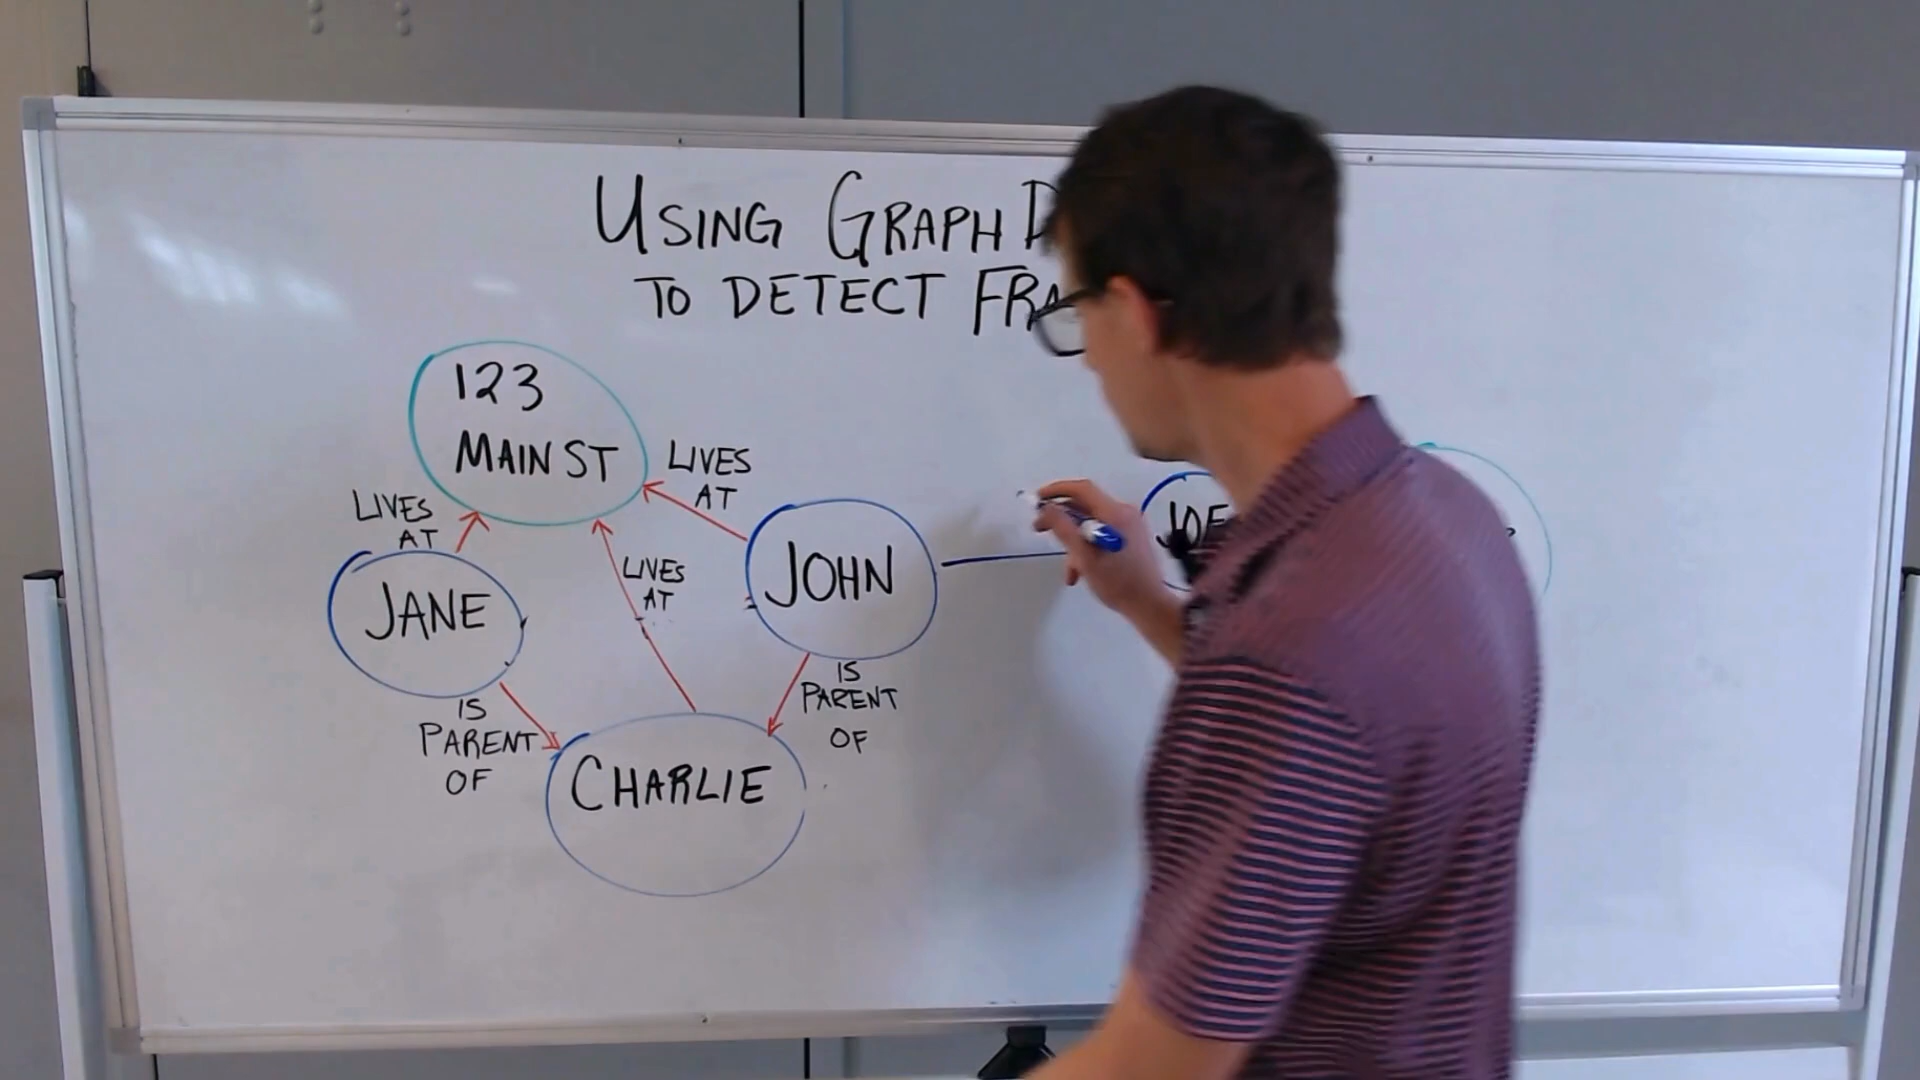 USING GRAPH
TO DETECT
123
MAIN ST
LIVES
AT
LIVES
AT
LIVES
AT
JANE
JOHN
JOE
IS
PARENT
OF
IS
PARENT
OF
CHARLIE